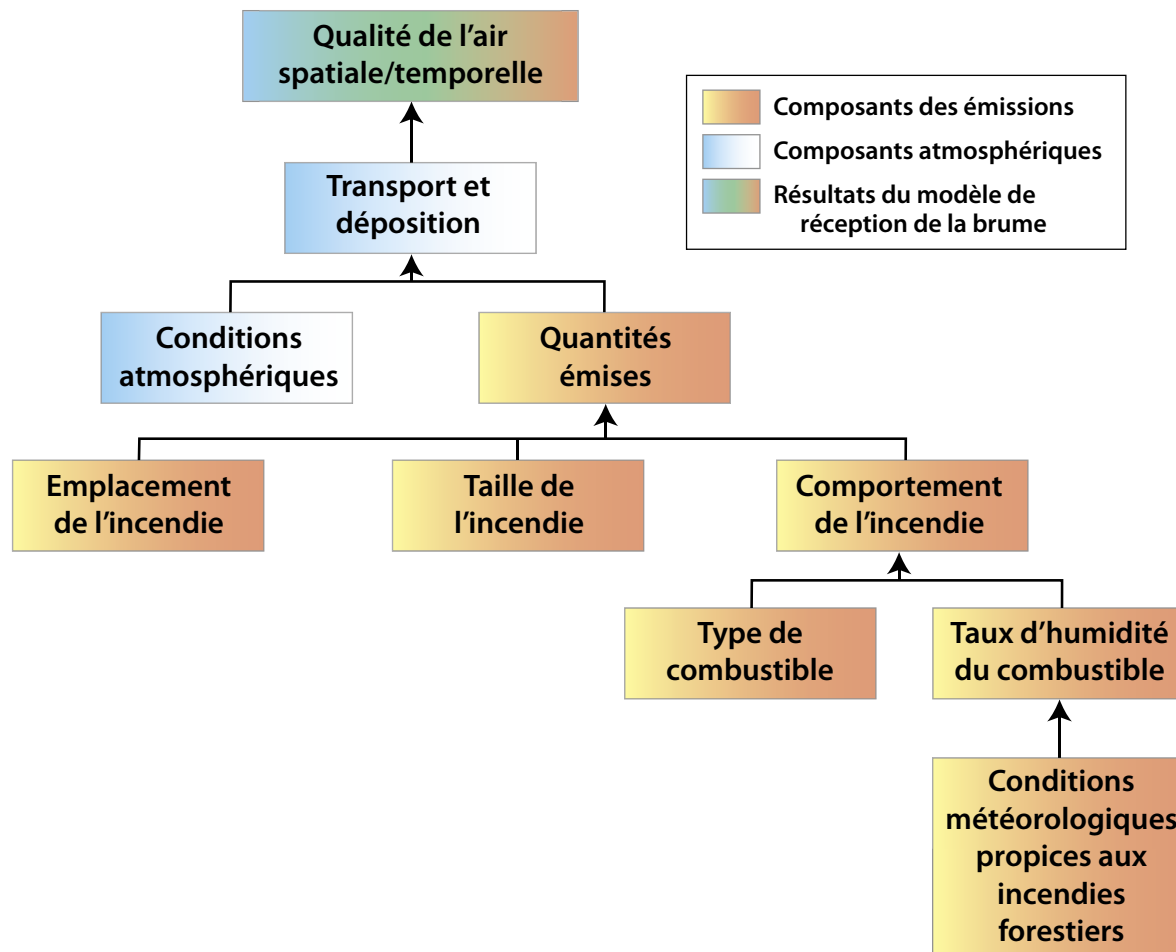 Qualité de l’air
spatiale/temporelle
Composants des émissions
Composants atmosphériques
Résultats du modèle de
réception de la brume
Transport et
déposition
Conditions
atmosphériques
Quantités
émises
Emplacement
de l’incendie
Taille de
l’incendie
Comportement
de l’incendie
Type de
combustible
Taux d’humidité
du combustible
Conditions
météorologiques
propices aux
incendies
forestiers